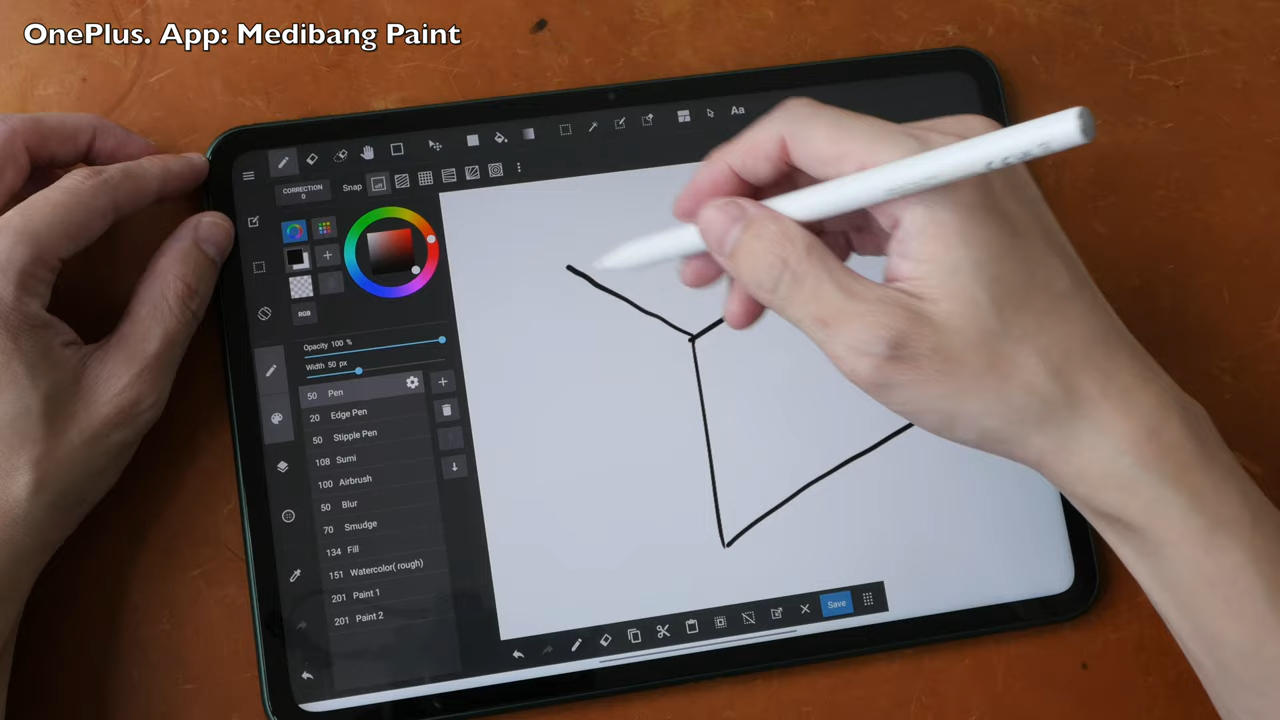 OnePlus. App: Medibang Paint
Aa
CORRECTION
0
Snap
off
RGB
Opacity 100 %
Width 50 px
50 Pen
20 Edge Pen
50 Stipple Pen
108 Sumi
100 Airbrush
50 Blur
70 Smudge
134 Fill
151 Watercolor( rough)
201 Paint 1
201 Paint 2
Save